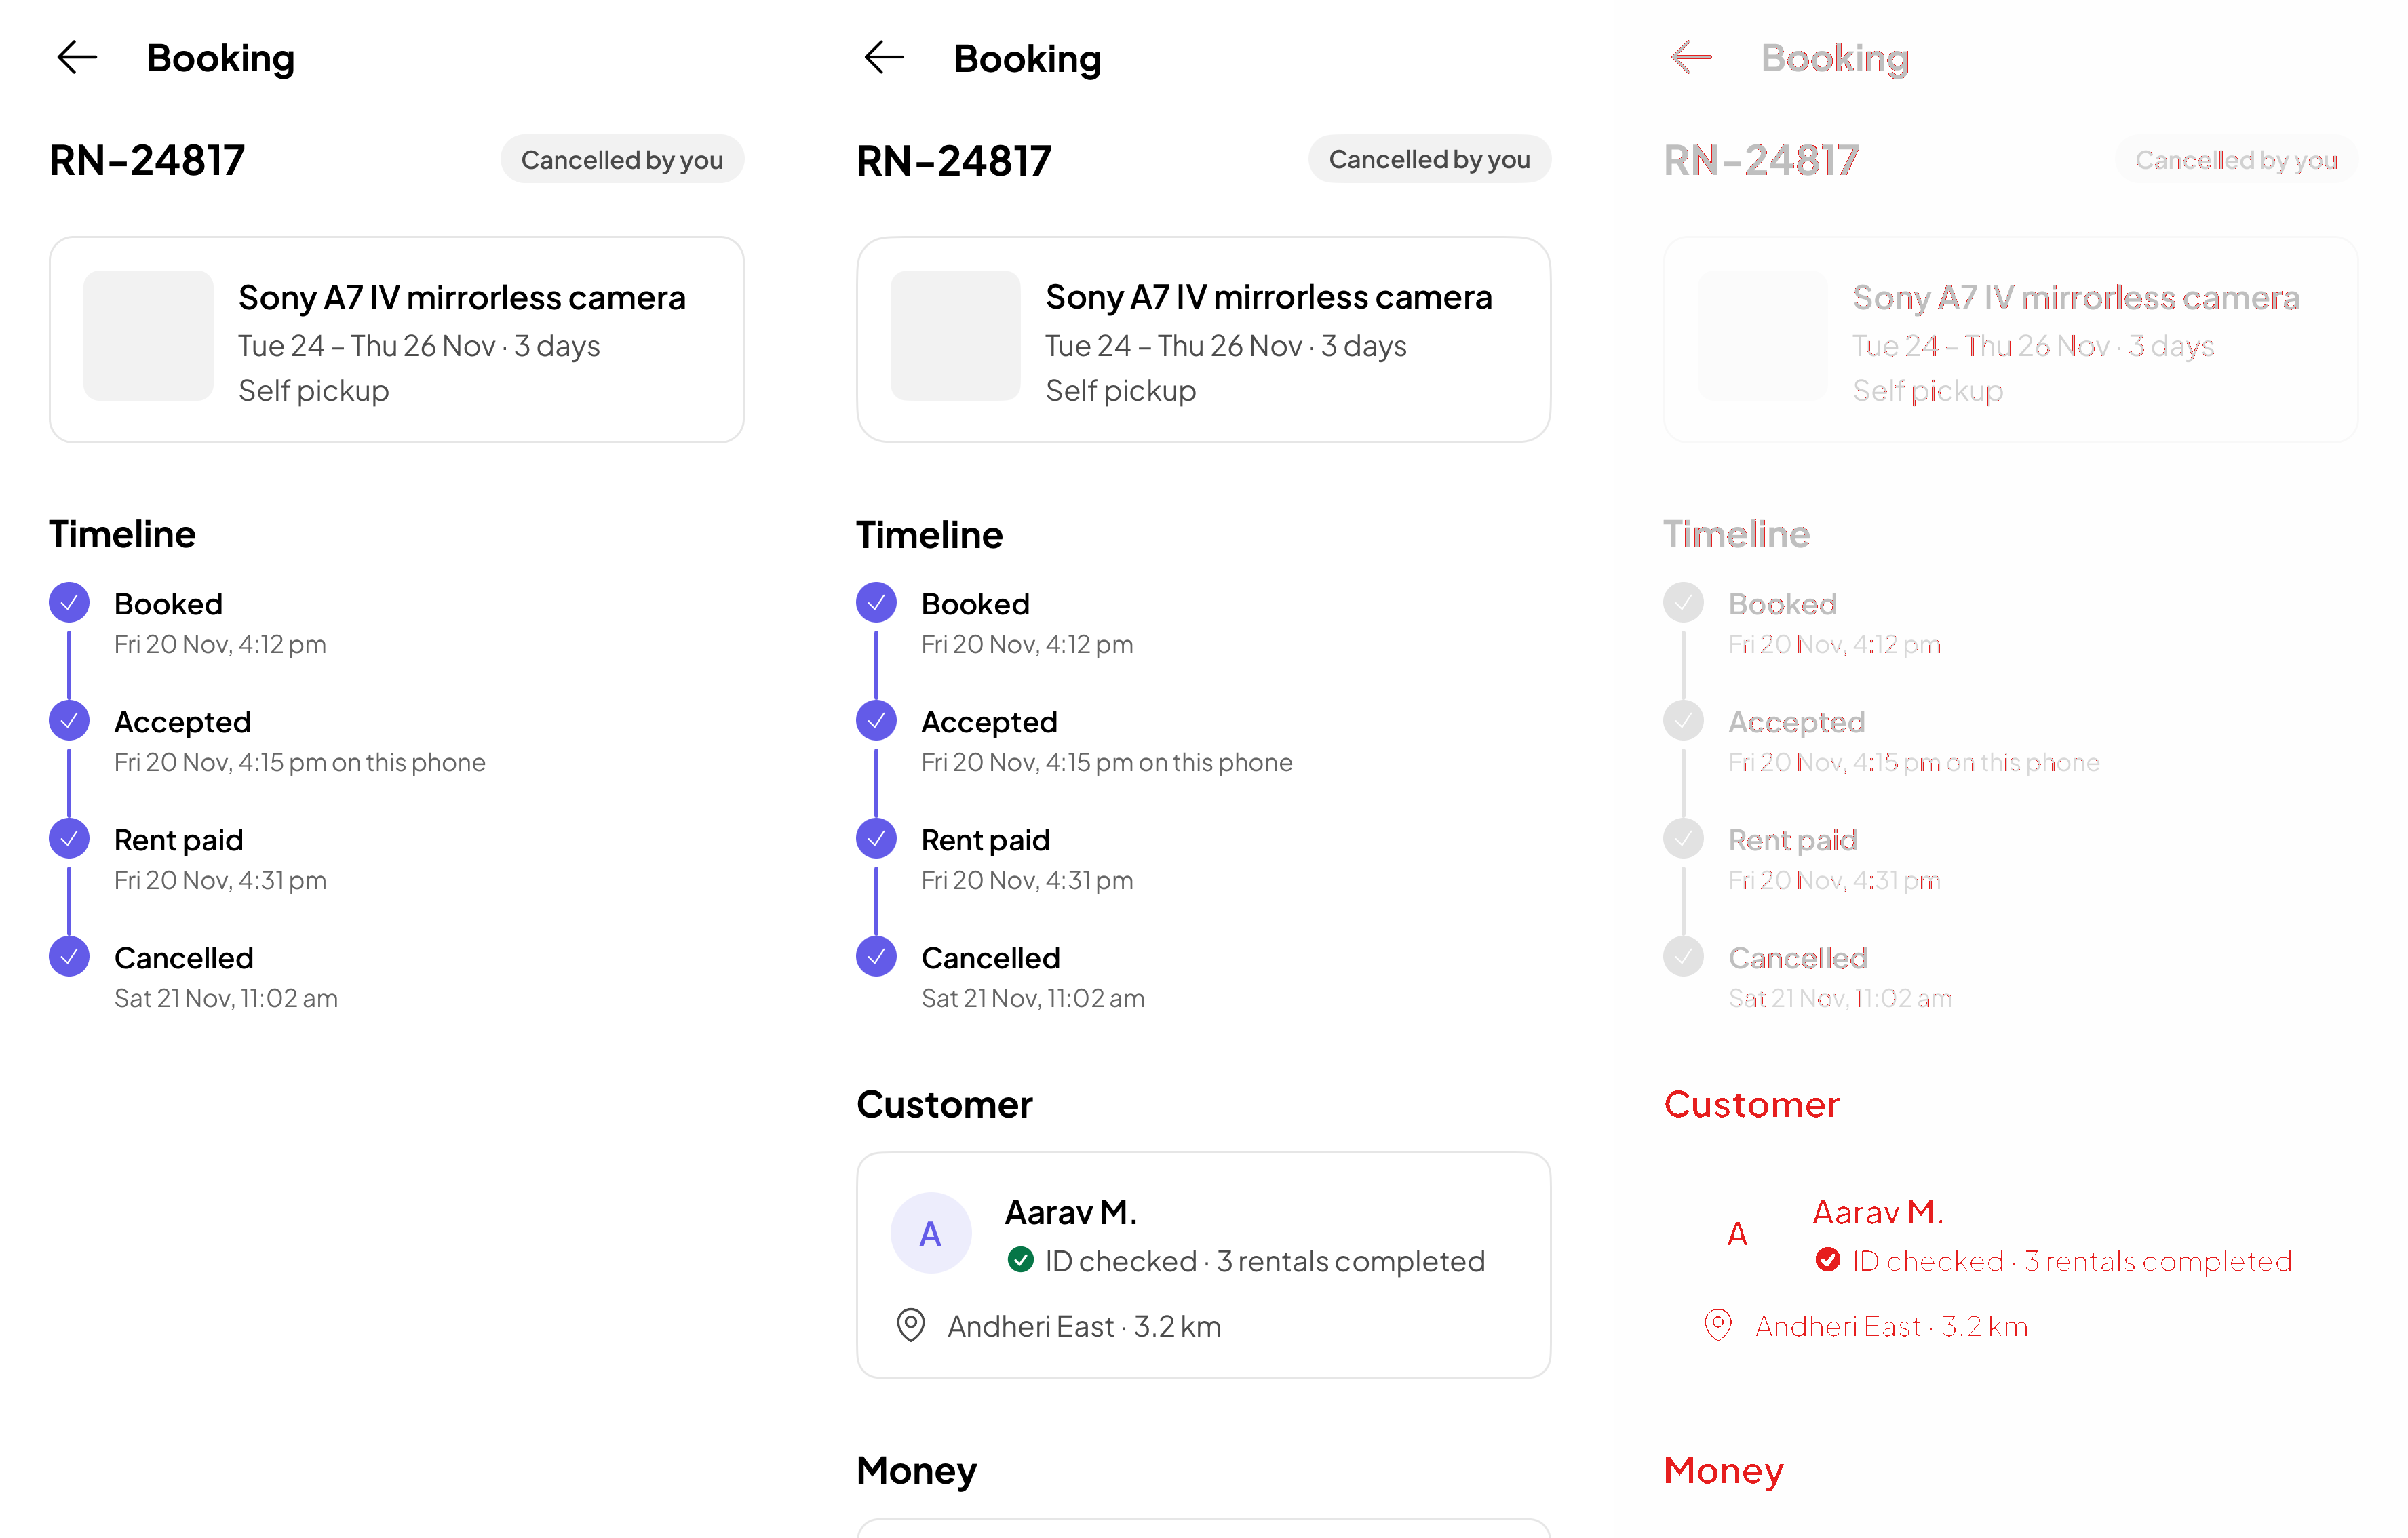 Booking
RN-24817
Cancelled by you
Sony A7 IV mirrorless camera
Tue 24 – Thu 26 Nov · 3 days
Self pickup
Timeline
Booked
Fri 20 Nov, 4:12 pm
Accepted
Fri 20 Nov, 4:15 pm on this phone
Rent paid
Fri 20 Nov, 4:31 pm
Cancelled
Sat 21 Nov, 11:02 am
Booking
RN-24817
Cancelled by you
Sony A7 IV mirrorless camera
Tue 24 – Thu 26 Nov · 3 days
Self pickup
Timeline
Booked
Fri 20 Nov, 4:12 pm
Accepted
Fri 20 Nov, 4:15 pm on this phone
Rent paid
Fri 20 Nov, 4:31 pm
Cancelled
Sat 21 Nov, 11:02 am
Customer
A
Aarav M.
ID checked · 3 rentals completed
Andheri East · 3.2 km
Money
Booking
RN-24817
Cancelled by you
Sony A7 IV mirrorless camera
Tue 24 – Thu 26 Nov · 3 days
Self pickup
Timeline
Booked
Fri 20 Nov, 4:12 pm
Accepted
Fri 20 Nov, 4:15 pm on this phone
Rent paid
Fri 20 Nov, 4:31 pm
Cancelled
Sat 21 Nov, 11:02 am
Customer
A
Aarav M.
ID checked · 3 rentals completed
Andheri East · 3.2 km
Money